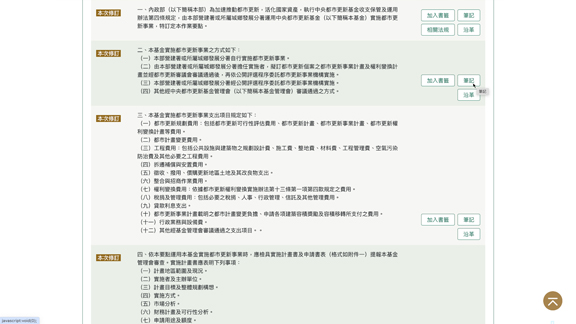 本次修訂
一、內政部（以下簡稱本部）為加速推動都市更新，活化國家資產，執行中央都市更新基金收支保管及運用
辦法第四條規定，由本部營建署或所屬城鄉發展分署運用中央都市更新基金（以下簡稱本基金）實施都市更
新事業，特訂定本作業要點。
加入書籤
筆記
相關法規
沿革
本次修訂
二、本基金實施都市更新事業之方式如下：
（一）本部營建署或所屬城鄉發展分署自行實施都市更新事業。
（二）由本部營建署或所屬城鄉發展分署擔任實施者，擬訂都市更新個案之都市更新事業計畫及權利變換計
畫並經都市更新審議會審議通過後，再依公開評選程序委託都市更新事業機構實施。
（三）本部營建署或所屬城鄉發展分署經公開評選程序委託都市更新事業機構實施。
（四）其他經中央都市更新基金管理會（以下簡稱本基金管理會）審議通過之方式。
加入書籤
筆記
筆記
沿革
本次修訂
三、本基金實施都市更新事業支出項目規定如下：
（一）都市更新規劃費用：包括都市更新可行性評估費用、都市更新計畫、都市更新事業計畫、都市更新權
利變換計畫等費用。
（二）都市計畫變更費用。
（三）工程費用：包括公共設施與建築物之規劃設計費、施工費、整地費、材料費、工程管理費、空氣污染
防治費及其他必要之工程費用。
（四）拆遷補償與安置費用。
（五）徵收、撥用、價購更新地區土地及其改良物支出。
（六）整合與招商作業費用。
（七）權利變換費用：依都市更新權利變換實施辦法第十三條第一項第四款規定之費用。
（八）稅捐及管理費用：包括必要之稅捐、人事、行政管理、信託及其他管理費用。
（九）貸款利息支出。
（十）都市更新事業計畫載明之都市計畫變更負擔、申請各項建築容積獎勵及容積移轉所支付之費用。
（十一）行政業務與設備費。
（十二）其他經基金管理會審議通過之支出項目。。
加入書籤
筆記
沿革
本次修訂
四、依本要點運用本基金實施都市更新事業時，應檢具實施計畫書及申請書表（格式如附件一）提報本基金
管理會審查。實施計畫書應表明下列事項：
（一）計畫地區範圍及現況。
（二）實施者及主辦單位。
（三）計畫目標及整體規劃構想。
（四）實施方式。
（五）市場分析。
（六）財務計畫及可行性分析。
（七）申請用途及額度。
javascript:void(0);